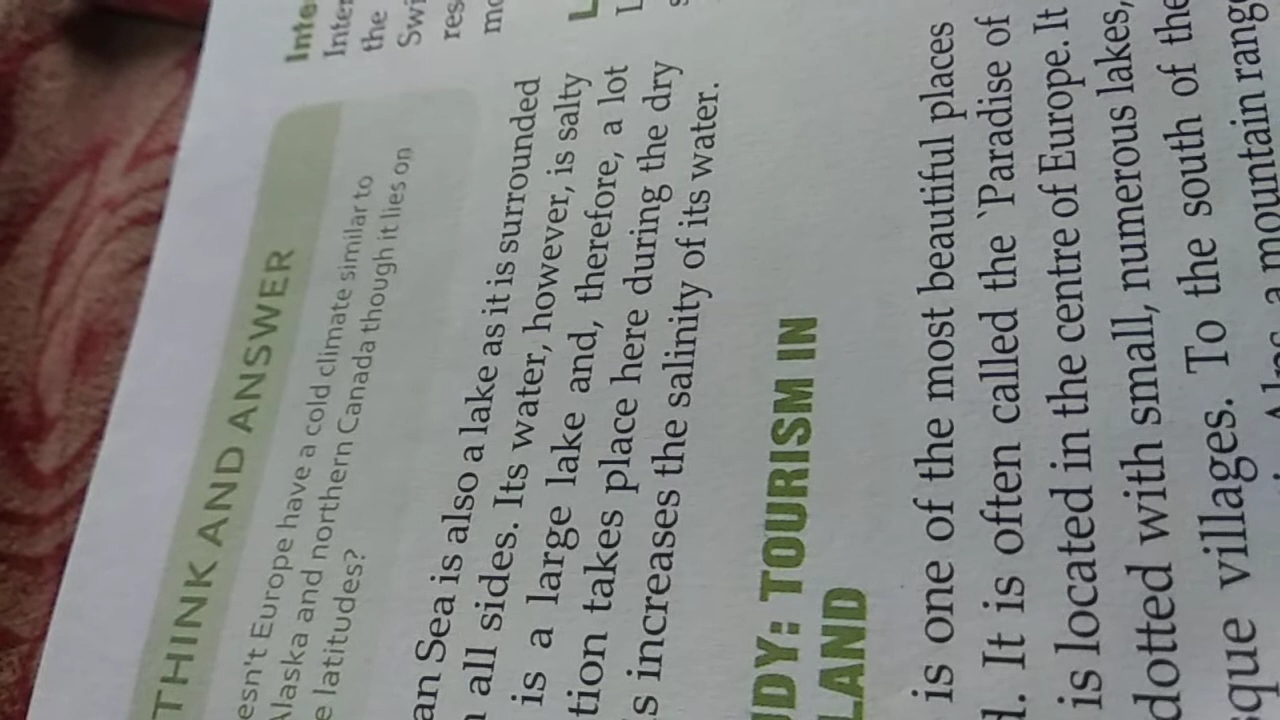 THINK AND ANSWER
esn't Europe have a cold climate similar to
Alaska and northern Canada though it lies on
e latitudes?
an Sea is also a lake as it is surrounded
all sides. Its water, however, is salty
is a large lake and, therefore, a lot
tion takes place here during the dry
s increases the salinity of its water.
UDY: TOURISM IN
LAND
is one of the most beautiful places
d. It is often called the `Paradise of
is located in the centre of Europe. It
dotted with small, numerous lakes,
sque villages. To the south of the
a mountain rang
Inte
Inter
the
Swi
res
mo
L
L
s